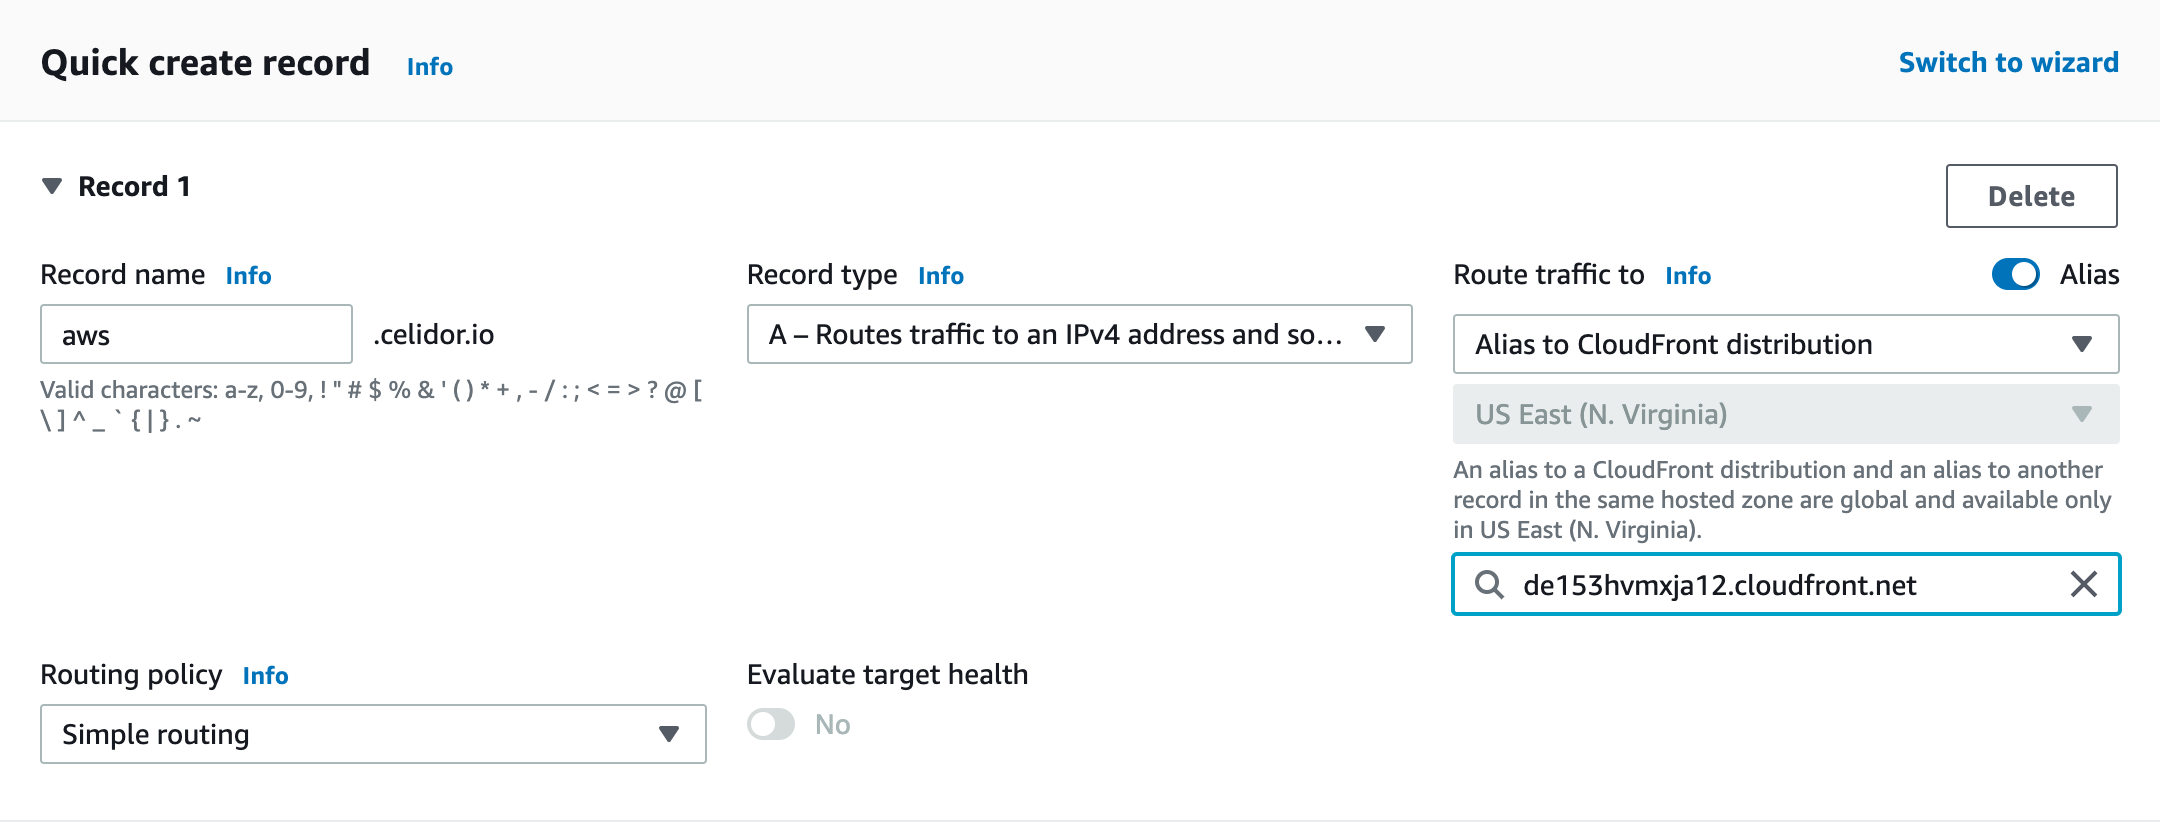 Quick create record Info
Switch to wizard
Record 1
Delete
Record name Info
aws
.celidor.io
Valid characters: a-z, 0-9, ! " # $ % & ' ( ) * + , - / : ; < = > ? @ [
\ ] ^ _ ` { | } . ~
Record type Info
A – Routes traffic to an IPv4 address and so...
Route traffic to Info
Alias
Alias to CloudFront distribution
US East (N. Virginia)
An alias to a CloudFront distribution and an alias to another
record in the same hosted zone are global and available only
in US East (N. Virginia).
de153hvmxja12.cloudfront.net
Routing policy Info
Simple routing
Evaluate target health
No